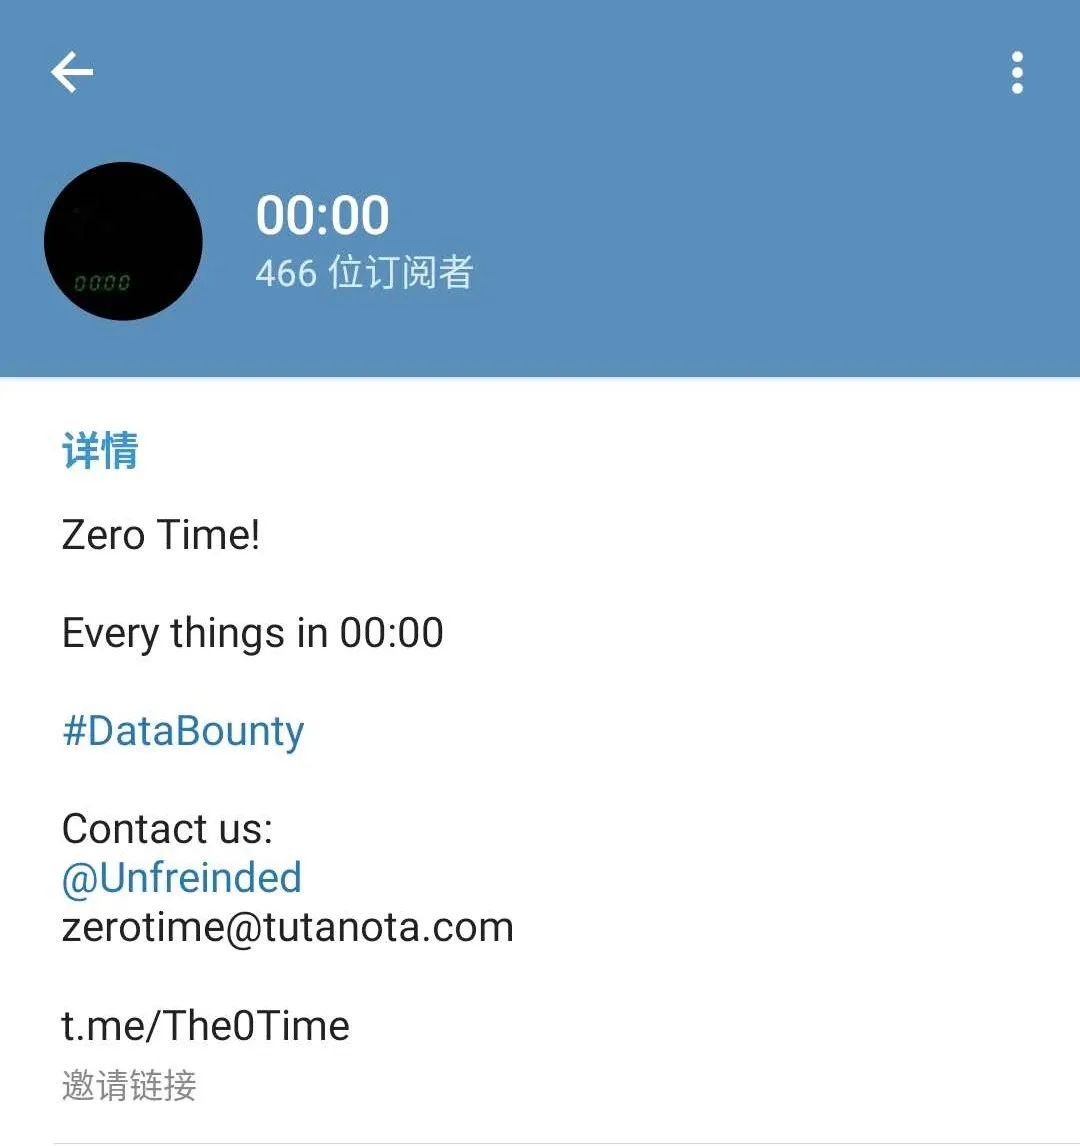 00:00
466 位订阅者
0000
详情
Zero Time!
Every things in 00:00
#DataBounty
Contact us:
@Unfreinded
zerotime@tutanota.com
t.me/The0Time
邀请链接